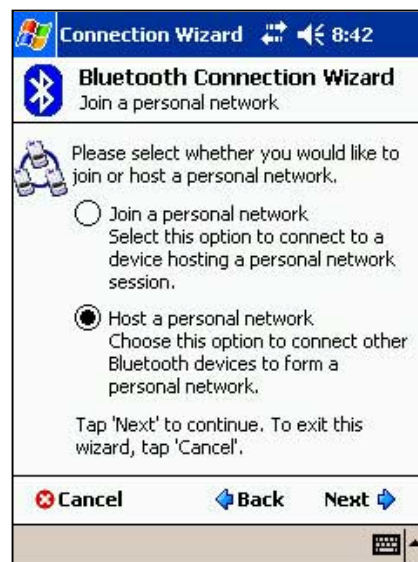 Connection Wizard 8:42
Bluetooth Connection Wizard
Join a personal network
Please select whether you would like to
join or host a personal network.
Join a personal network
Select this option to connect to a
device hosting a personal network
session.
Host a personal network
Choose this option to connect other
Bluetooth devices to form a
personal network.
Tap 'Next' to continue. To exit this
wizard, tap 'Cancel'.
Cancel Back Next